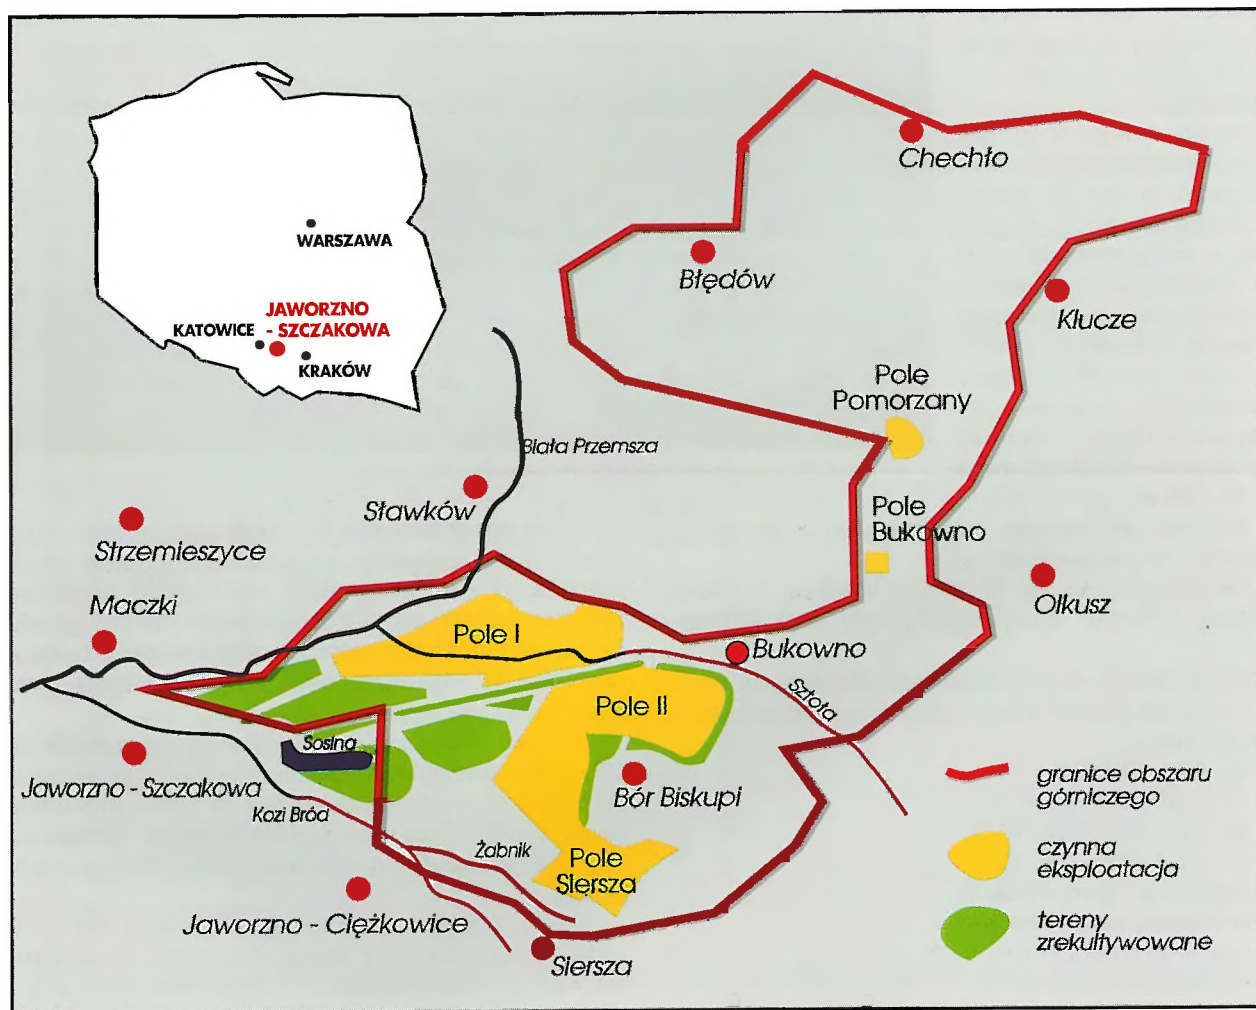 Chechło
WARSZAWA
Błędów
JAWORZNO
- SZCZAKOWA
KATOWICE
KRAKÓW
Klucze
Pole
Pomorzany
Biała Przemsza
Sławków
Pole
Bukowno
Strzemieszyce
Maczki
Olkusz
Pole I
Bukowno
Sztoła
Pole II
Sosina
Jaworzno - Szczakowa
Bór Biskupi
Kozi Bród
Żabnik
Pole
Siersza
Jaworzno - Ciężkowice
Siersza
granice obszaru
górniczego
czynna
eksploatacja
tereny
zrekultywowane